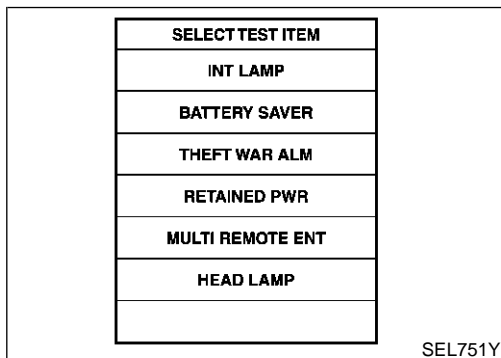 SELECT TEST ITEM
INT LAMP
BATTERY SAVER
THEFT WAR ALM
RETAINED PWR
MULTI REMOTE ENT
HEAD LAMP
SEL751Y